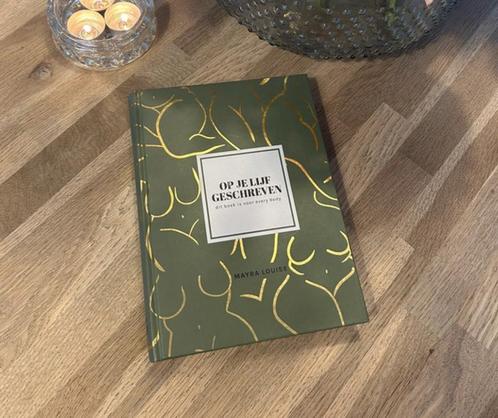 OP JE LIJF
GESCHREVEN
dit boek is voor every body
MAYRA LOUISE